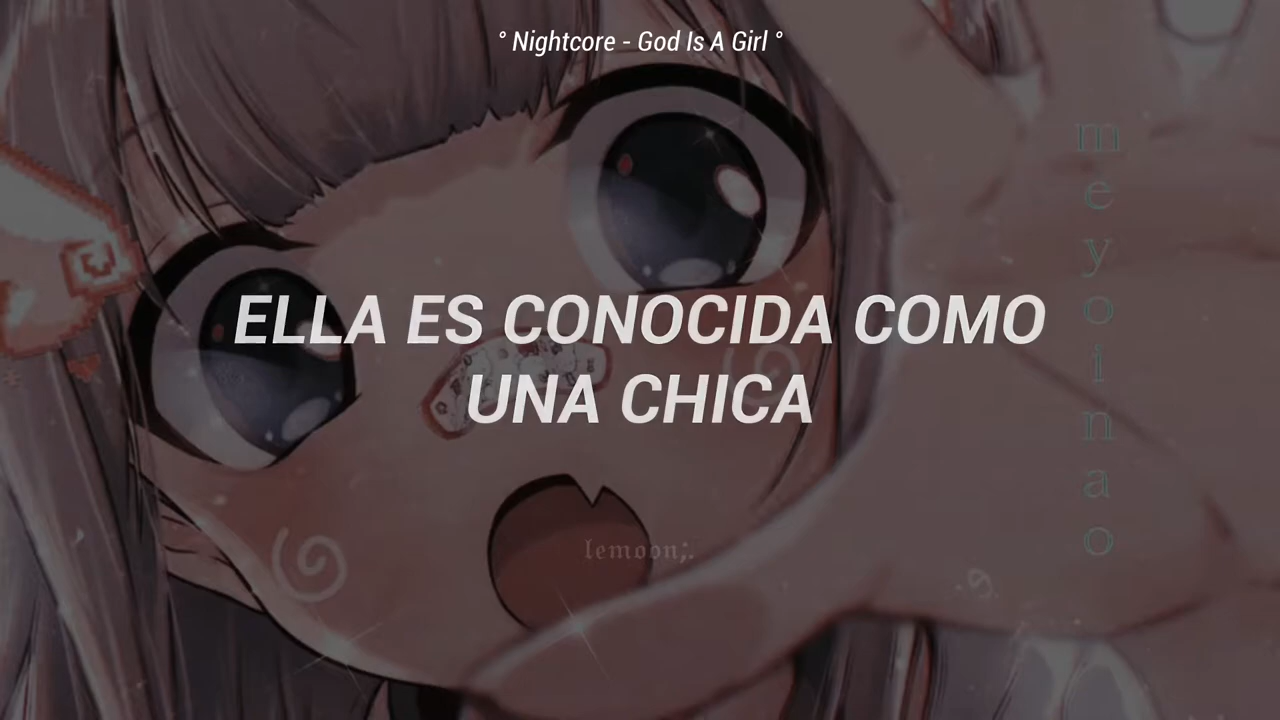 ° Nightcore - God Is A Girl °
ELLA ES CONOCIDA COMO
UNA CHICA
lemoon;.
meyoinao